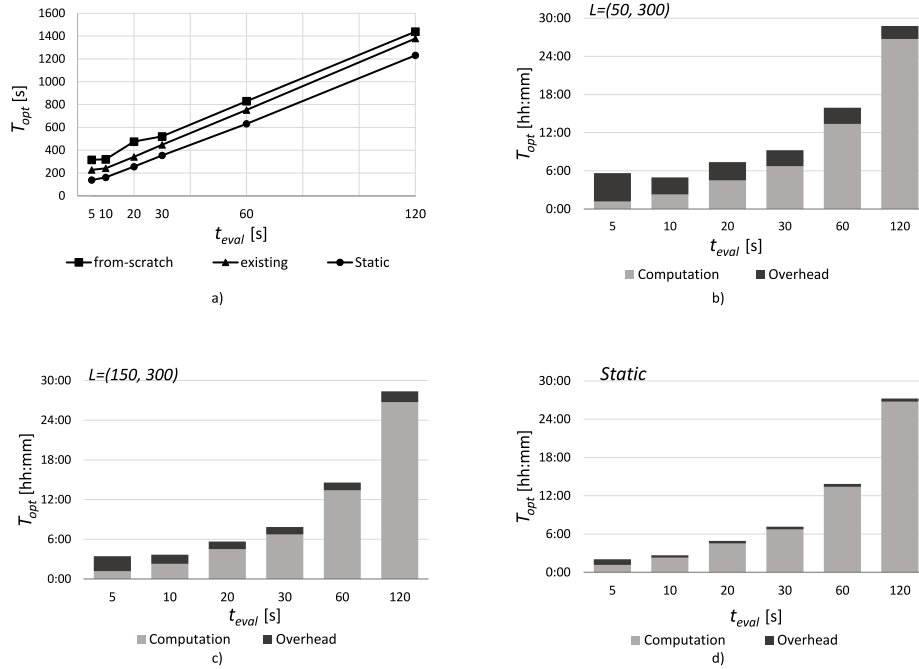 1600
1400
1200
1000
800
600
400
200
0
T_opt [s]
5 10 20 30 60 120
t_eval [s]
from-scratch existing Static
a)
L=(50, 300)
30:00
24:00
18:00
12:00
6:00
0:00
T_opt [hh:mm]
5 10 20 30 60 120
t_eval [s]
Computation Overhead
b)
L=(150, 300)
30:00
24:00
18:00
12:00
6:00
0:00
T_opt [hh:mm]
5 10 20 30 60 120
t_eval [s]
Computation Overhead
c)
Static
30:00
24:00
18:00
12:00
6:00
0:00
T_opt [hh:mm]
5 10 20 30 60 120
t_eval [s]
Computation Overhead
d)